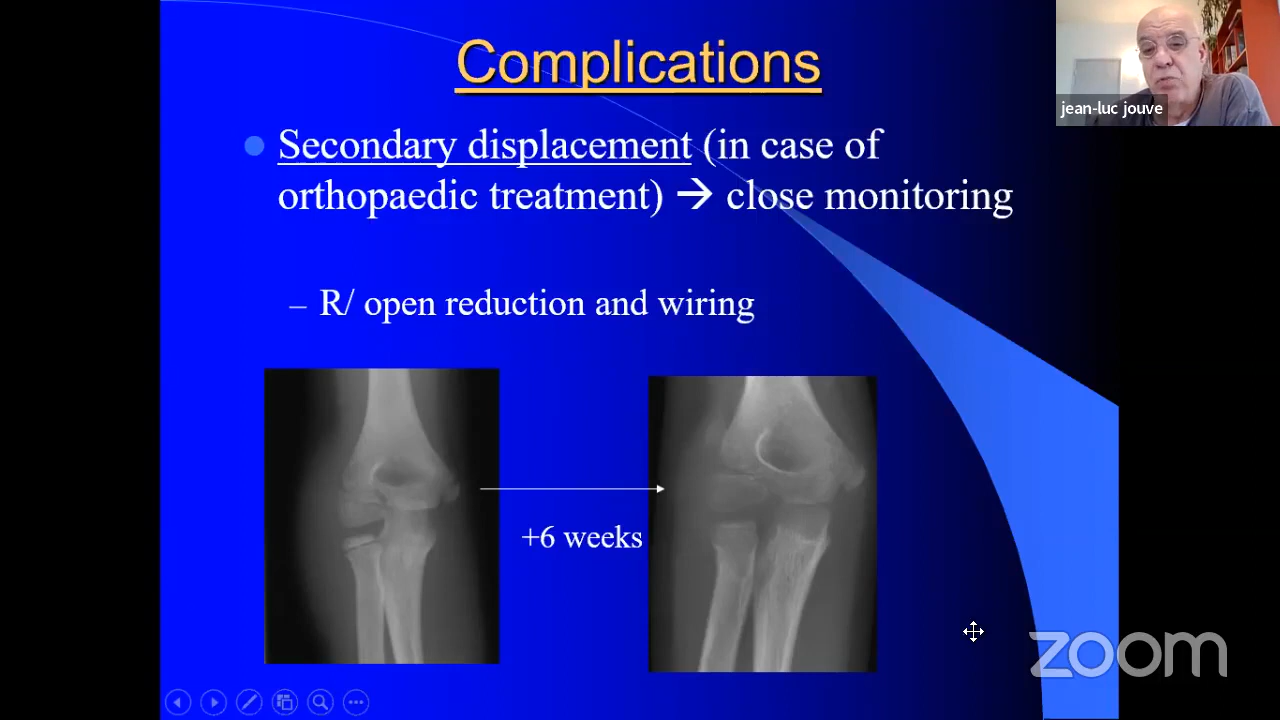 Complications
jean-luc jouve
Secondary displacement (in case of
orthopaedic treatment) → close monitoring
– R/ open reduction and wiring
+6 weeks
zoom